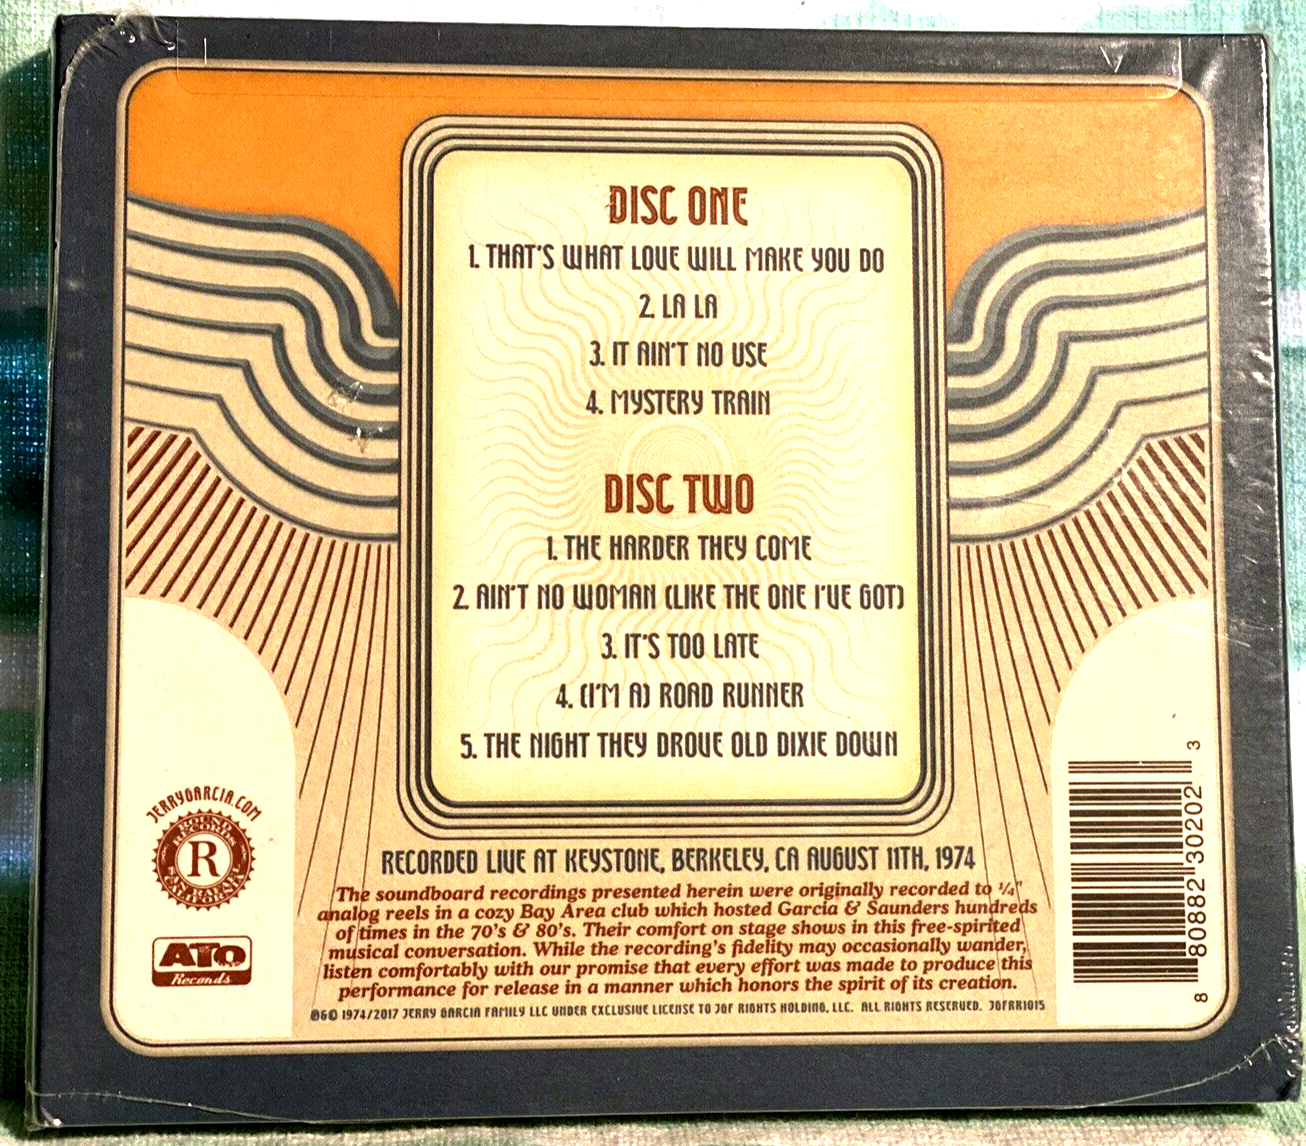 DISC ONE
1. THAT'S WHAT LOVE WILL MAKE YOU DO
2. LA LA
3. IT AIN'T NO USE
4. MYSTERY TRAIN
DISC TWO
1. THE HARDER THEY COME
2. AIN'T NO WOMAN (LIKE THE ONE I'VE GOT)
3. IT'S TOO LATE
4. (I'M A) ROAD RUNNER
5. THE NIGHT THEY DROVE OLD DIXIE DOWN
RECORDED LIVE AT KEYSTONE, BERKELEY, CA AUGUST 11TH, 1974
The soundboard recordings presented herein were originally recorded to ¼"
analog reels in a cozy Bay Area club which hosted Garcia & Saunders hundreds
of times in the 70's & 80's. Their comfort on stage shows in this free-spirited
musical conversation. While the recording's fidelity may occasionally wander,
listen comfortably with our promise that every effort was made to produce this
performance for release in a manner which honors the spirit of its creation.
℗&© 1974/2017 JERRY GARCIA FAMILY LLC UNDER EXCLUSIVE LICENSE TO JGF RIGHTS HOLDING, LLC. ALL RIGHTS RESERVED. JGFRR1015
JERRYGARCIA.COM
ROUND
RECORDS
R
SAN RAFAEL
CALIFORNIA
ATO
Records
8 80882 30202 3